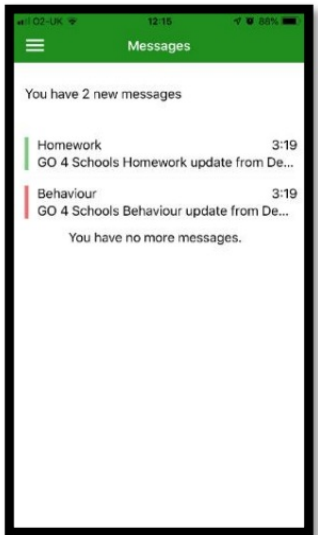 O2-UK 12:15 86%
Messages
You have 2 new messages
Homework 3:19
GO 4 Schools Homework update from De...
Behaviour 3:19
GO 4 Schools Behaviour update from De...
You have no more messages.